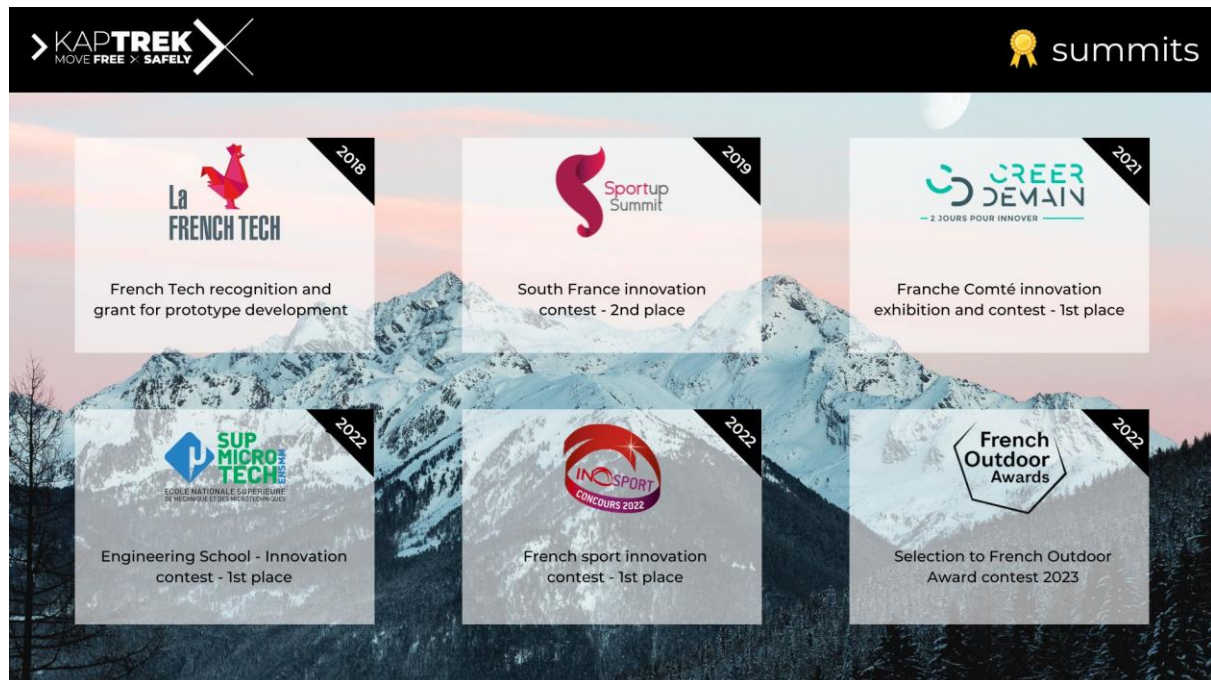 KAPTREK
MOVE FREE × SAFELY
summits
2018
La
FRENCH TECH
French Tech recognition and
grant for prototype development
2019
Sportup
Summit
South France innovation
contest - 2nd place
2021
CREER
DEMAIN
2 JOURS POUR INNOVER
Franche Comté innovation
exhibition and contest - 1st place
2022
SUP
MICRO
TECH
ENSMM
ECOLE NATIONALE SUPERIEURE
DE MECANIQUE ET DES MICROTECHNIQUES
Engineering School - Innovation
contest - 1st place
2022
INOSPORT
CONCOURS 2022
French sport innovation
contest - 1st place
2022
French
Outdoor
Awards
Selection to French Outdoor
Award contest 2023